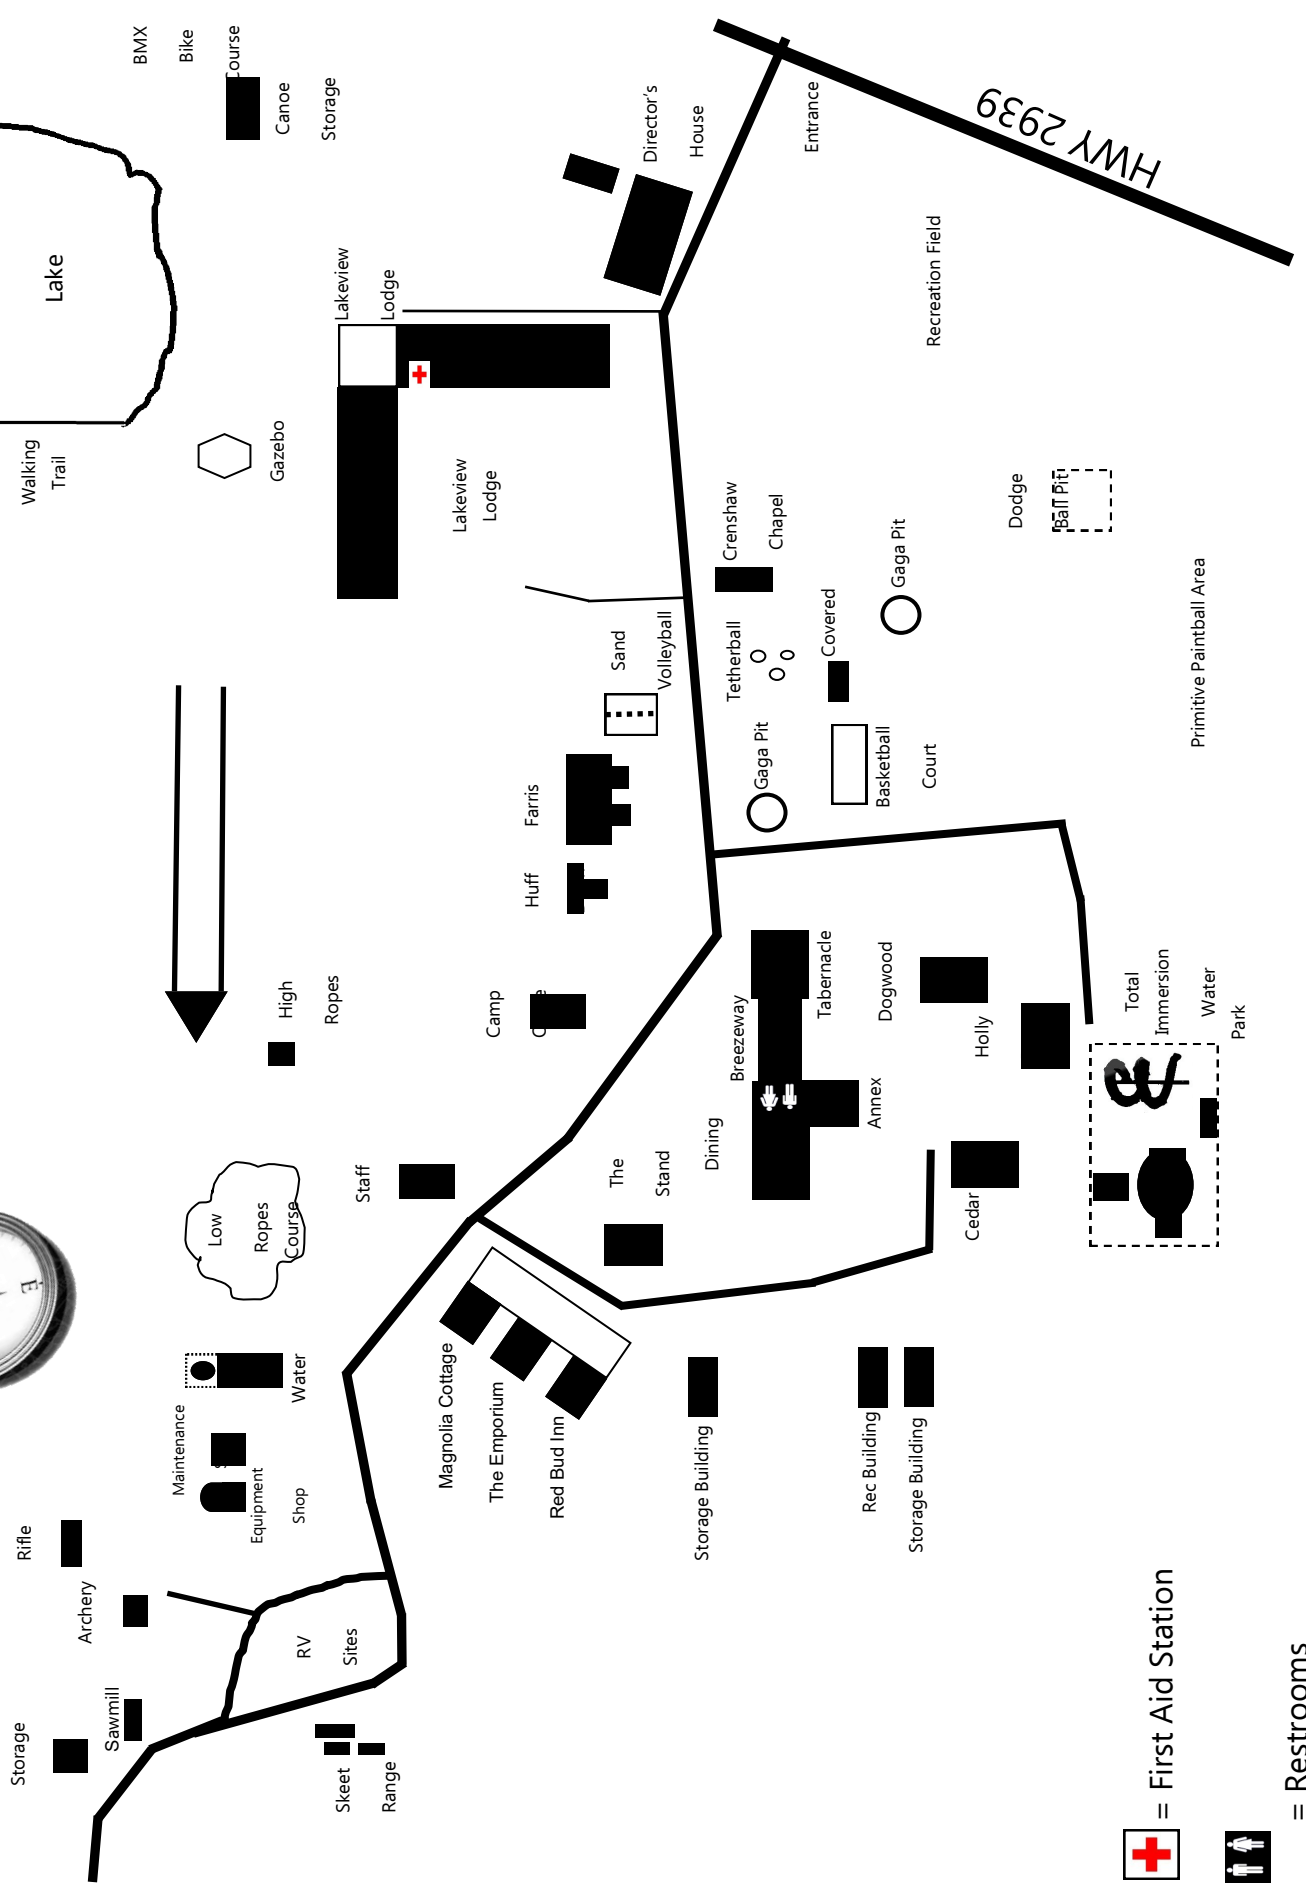 BMX
Bike
Course
Canoe
Storage
Lake
Walking
Trail
Gazebo
Lakeview
Lodge
Lakeview
Lodge
Director's
House
Entrance
HWY 2939
Recreation Field
Dodge
Ball Pit
Primitive Paintball Area
Crenshaw
Chapel
Gaga Pit
Tetherball
Covered
Sand
Volleyball
Gaga Pit
Basketball
Court
Farris
Huff
Camp
High
Ropes
Tabernacle
Breezeway
Dining
Annex
Dogwood
Holly
Cedar
Total
Immersion
Water
Park
The
Stand
Staff
Low
Ropes
Course
E
Water
Maintenance
Equipment
Shop
Magnolia Cottage
The Emporium
Red Bud Inn
Storage Building
Rec Building
Storage Building
Rifle
Archery
RV
Sites
Sawmill
Storage
Skeet
Range
= First Aid Station
= Restrooms